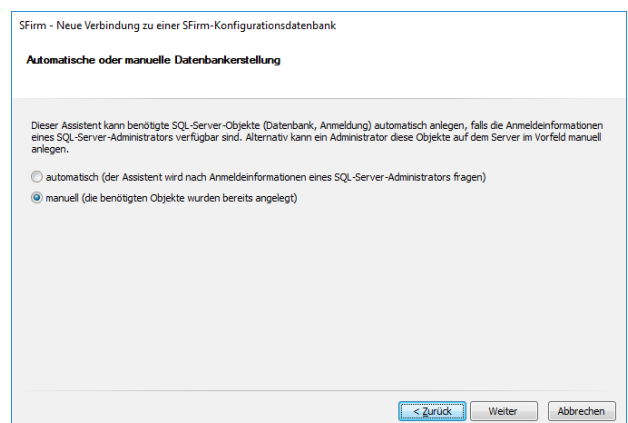 SFirm - Neue Verbindung zu einer SFirm-Konfigurationsdatenbank
Automatische oder manuelle Datenbankerstellung
Dieser Assistent kann benötigte SQL-Server-Objekte (Datenbank, Anmeldung) automatisch anlegen, falls die Anmeldeinformationen
eines SQL-Server-Administrators verfügbar sind. Alternativ kann ein Administrator diese Objekte auf dem Server im Vorfeld manuell
anlegen.
automatisch (der Assistent wird nach Anmeldeinformationen eines SQL-Server-Administrators fragen)
manuell (die benötigten Objekte wurden bereits angelegt)
< Zurück Weiter Abbrechen